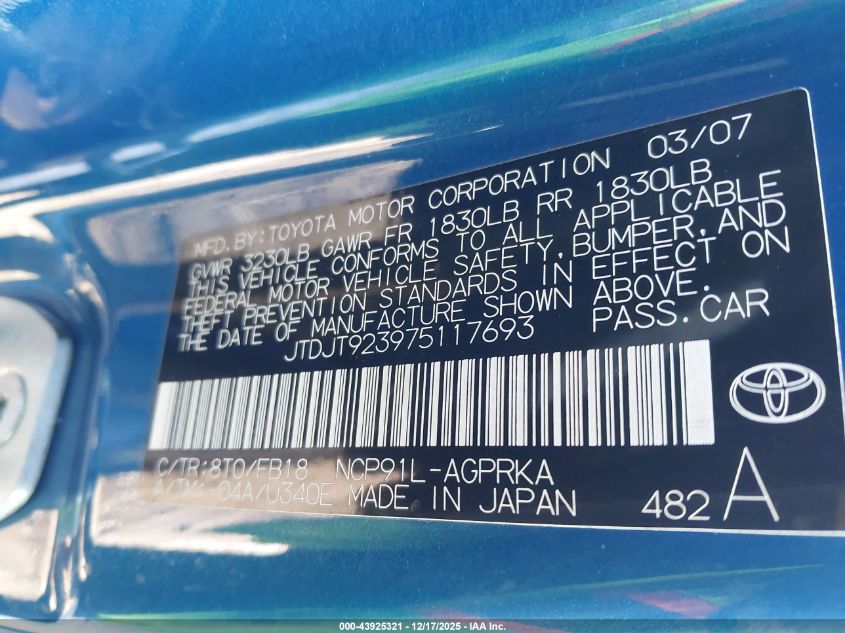 03/07
MFD. BY: TOYOTA MOTOR CORPORATION
GVWR 3230LB GAWR FR 1830LB RR 1830LB
THIS VEHICLE CONFORMS TO ALL APPLICABLE
FEDERAL MOTOR VEHICLE SAFETY, BUMPER, AND
THEFT PREVENTION STANDARDS IN EFFECT ON
THE DATE OF MANUFACTURE SHOWN ABOVE.
JTDJT923975117693 PASS. CAR
C/TR: 8T0/FB18 NCP91L-AGPRKA
A/TM: -04A/U340E MADE IN JAPAN 482 A
000-43925321 - 12/17/2025 - IAA Inc.